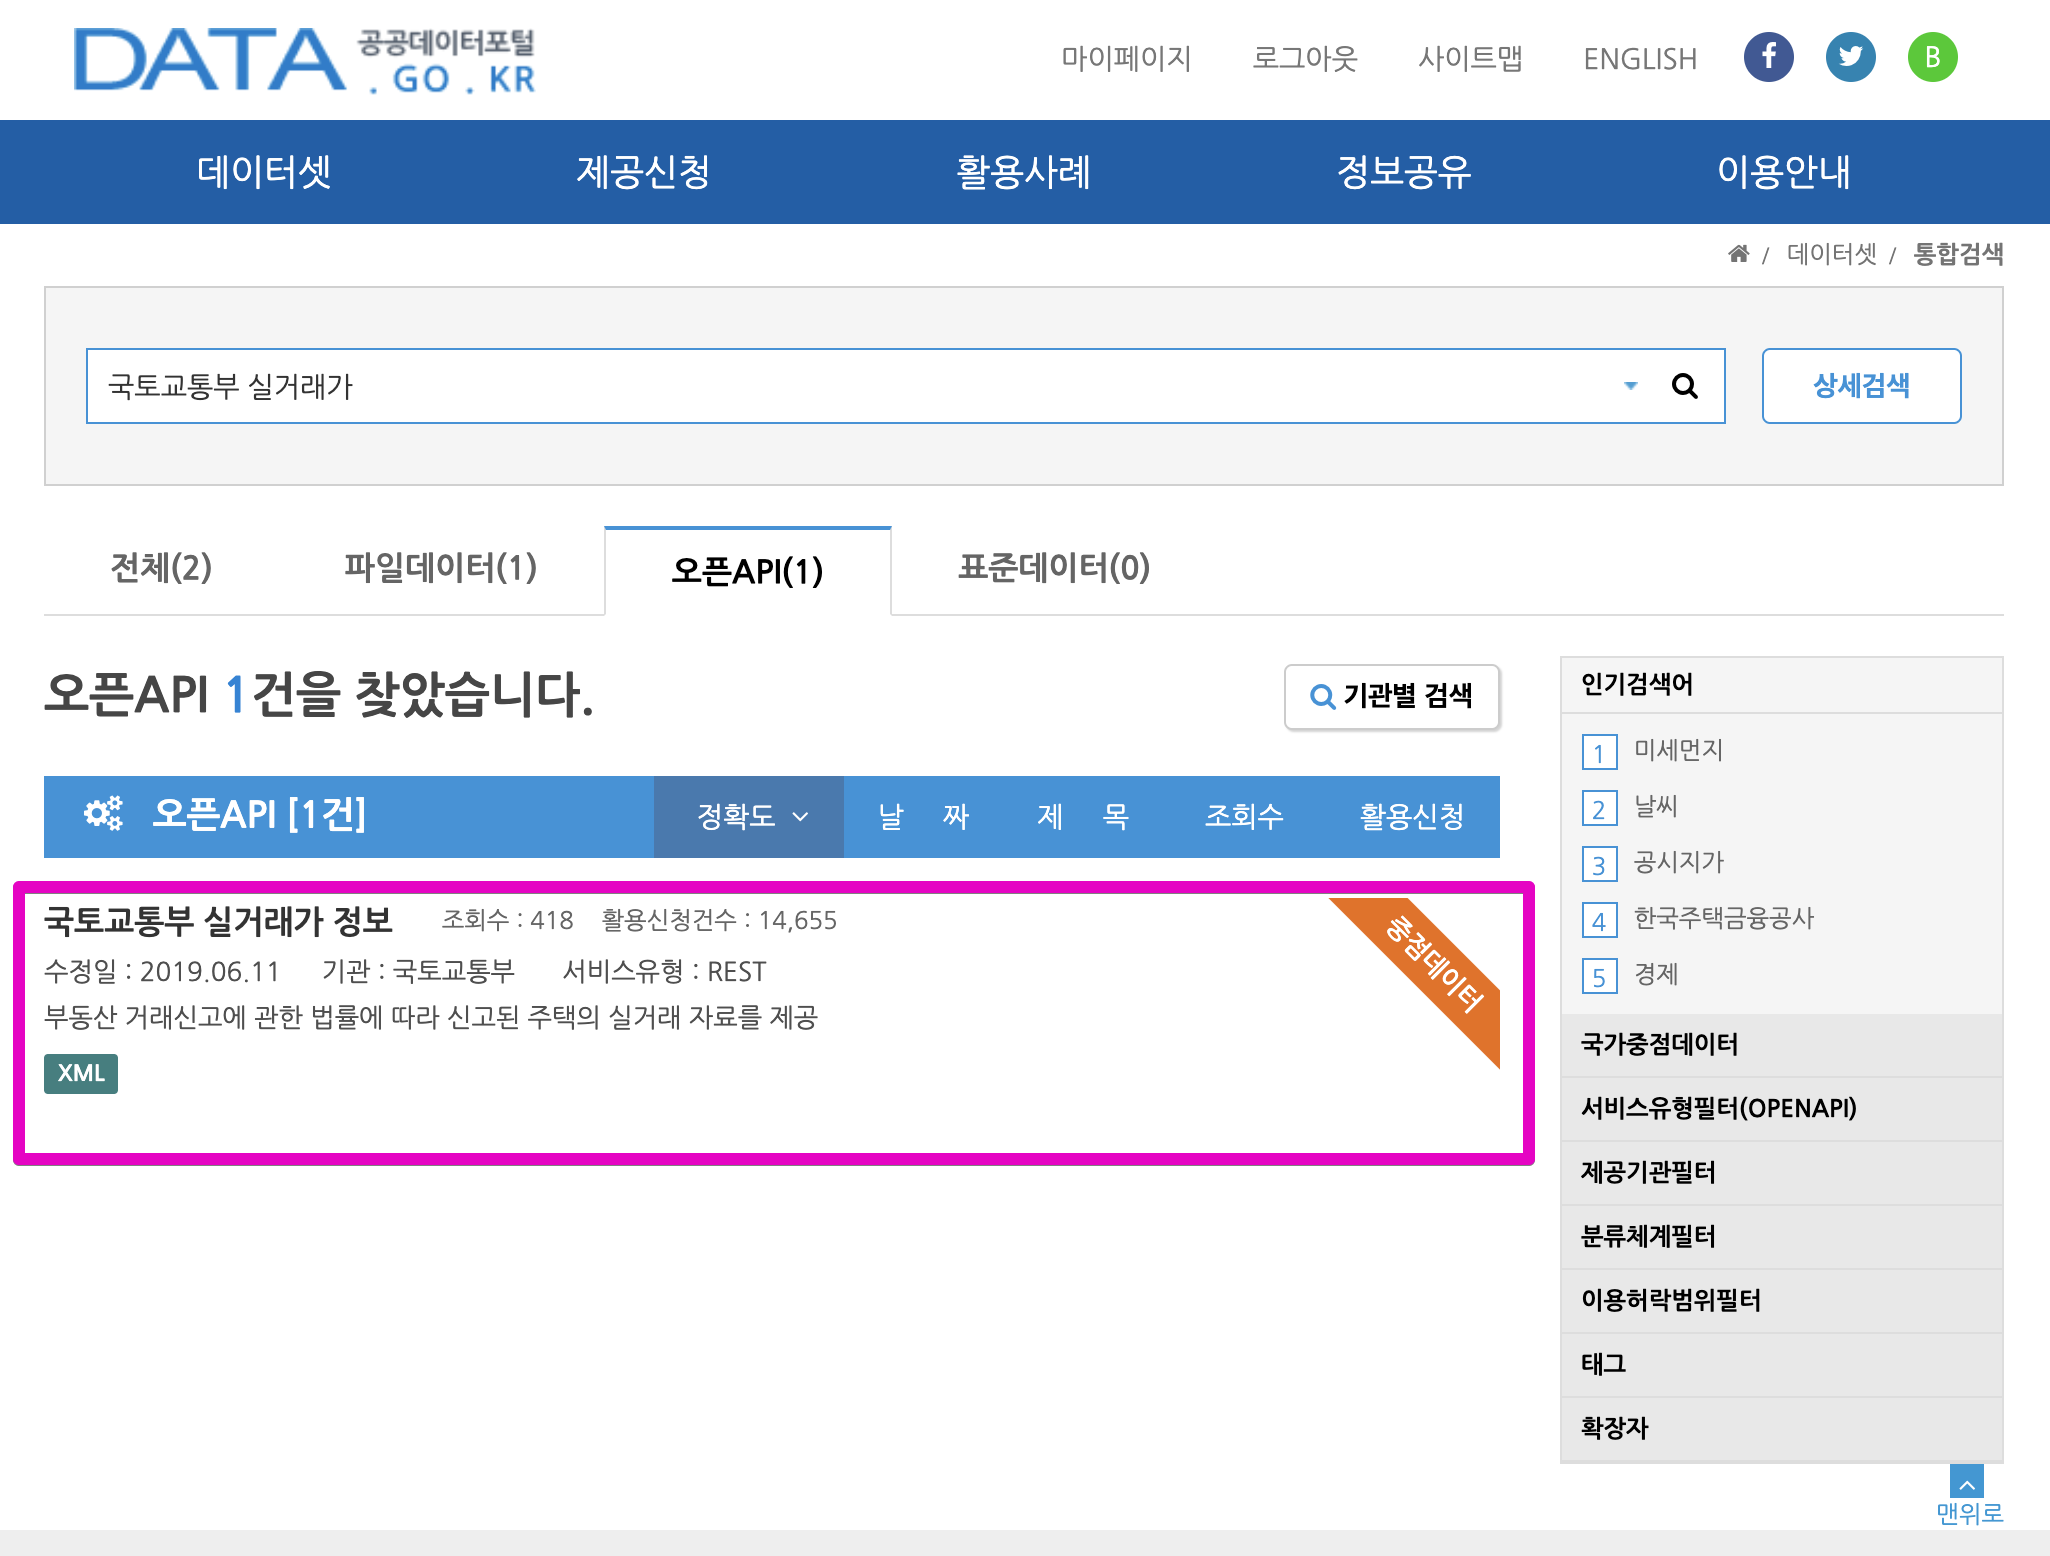 DATA 공공데이터포털
. GO . KR
마이페이지 로그아웃 사이트맵 ENGLISH f B
데이터셋 제공신청 활용사례 정보공유 이용안내
/ 데이터셋 / 통합검색
국토교통부 실거래가
상세검색
전체(2) 파일데이터(1) 오픈API(1) 표준데이터(0)
오픈API 1건을 찾았습니다.
기관별 검색
오픈API [1건] 정확도 날 짜 제 목 조회수 활용신청
국토교통부 실거래가 정보 조회수 : 418 활용신청건수 : 14,655
수정일 : 2019.06.11 기관 : 국토교통부 서비스유형 : REST
부동산 거래신고에 관한 법률에 따라 신고된 주택의 실거래 자료를 제공
XML
중점데이터
인기검색어
1 미세먼지
2 날씨
3 공시지가
4 한국주택금융공사
5 경제
국가중점데이터
서비스유형필터(OPENAPI)
제공기관필터
분류체계필터
이용허락범위필터
태그
확장자
맨위로